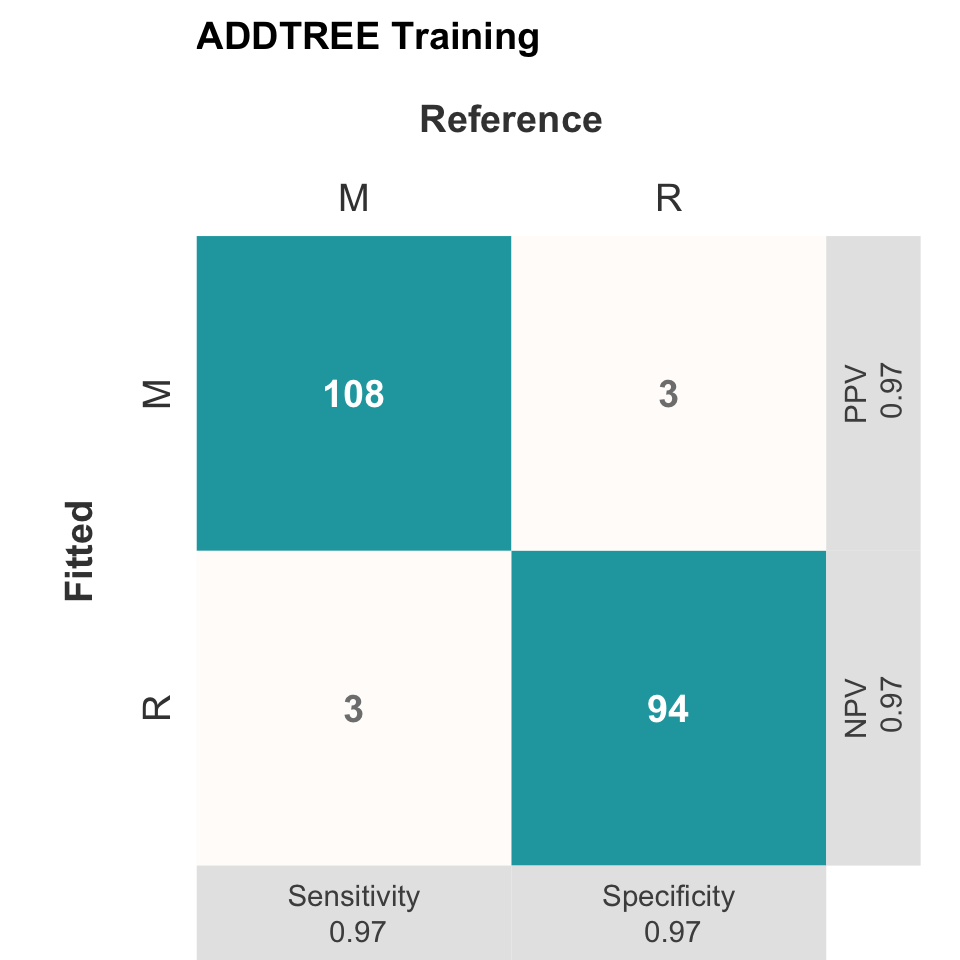 ADDTREE Training
Reference
M R
M
108 3
PPV
0.97
Fitted
R
3 94
NPV
0.97
Sensitivity Specificity
0.97 0.97